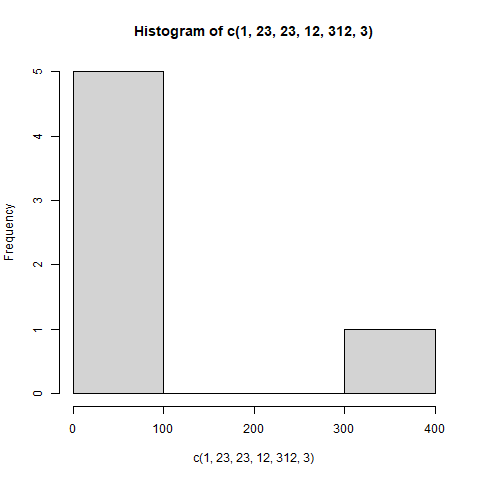 Histogram of c(1, 23, 23, 12, 312, 3)
Frequency
5
4
3
2
1
0
0 100 200 300 400
c(1, 23, 23, 12, 312, 3)